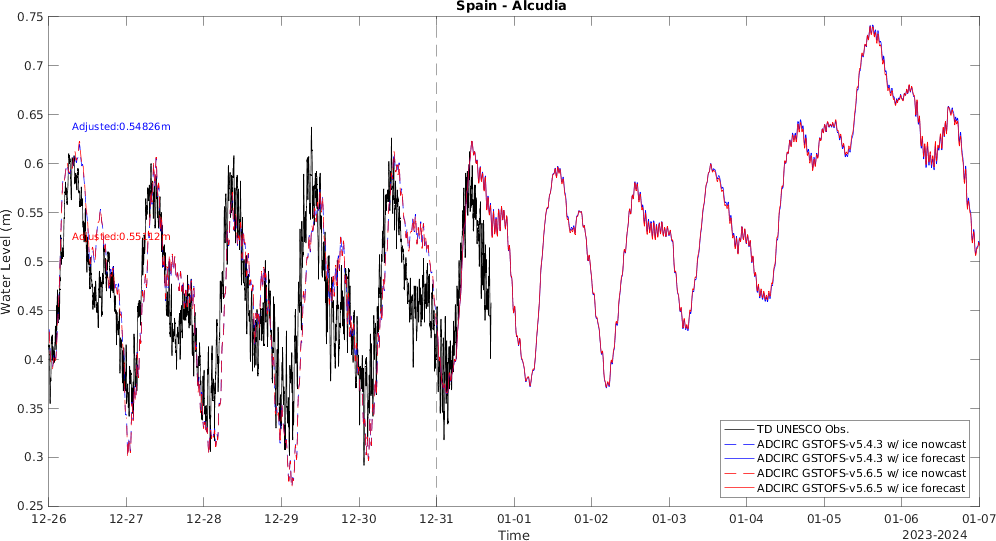 Spain - Alcudia
0.75
0.7
0.65
0.6
0.55
0.5
0.45
0.4
0.35
0.3
0.25
Water Level (m)
Adjusted:0.54826m
12-26
12-27
12-28
12-29
12-30
12-31
01-01
01-02
01-03
01-04
01-05
01-06
01-07
Time
2023-2024
TD UNESCO Obs.
ADCIRC GSTOFS-v5.4.3 w/ ice nowcast
ADCIRC GSTOFS-v5.4.3 w/ ice forecast
ADCIRC GSTOFS-v5.6.5 w/ ice nowcast
ADCIRC GSTOFS-v5.6.5 w/ ice forecast